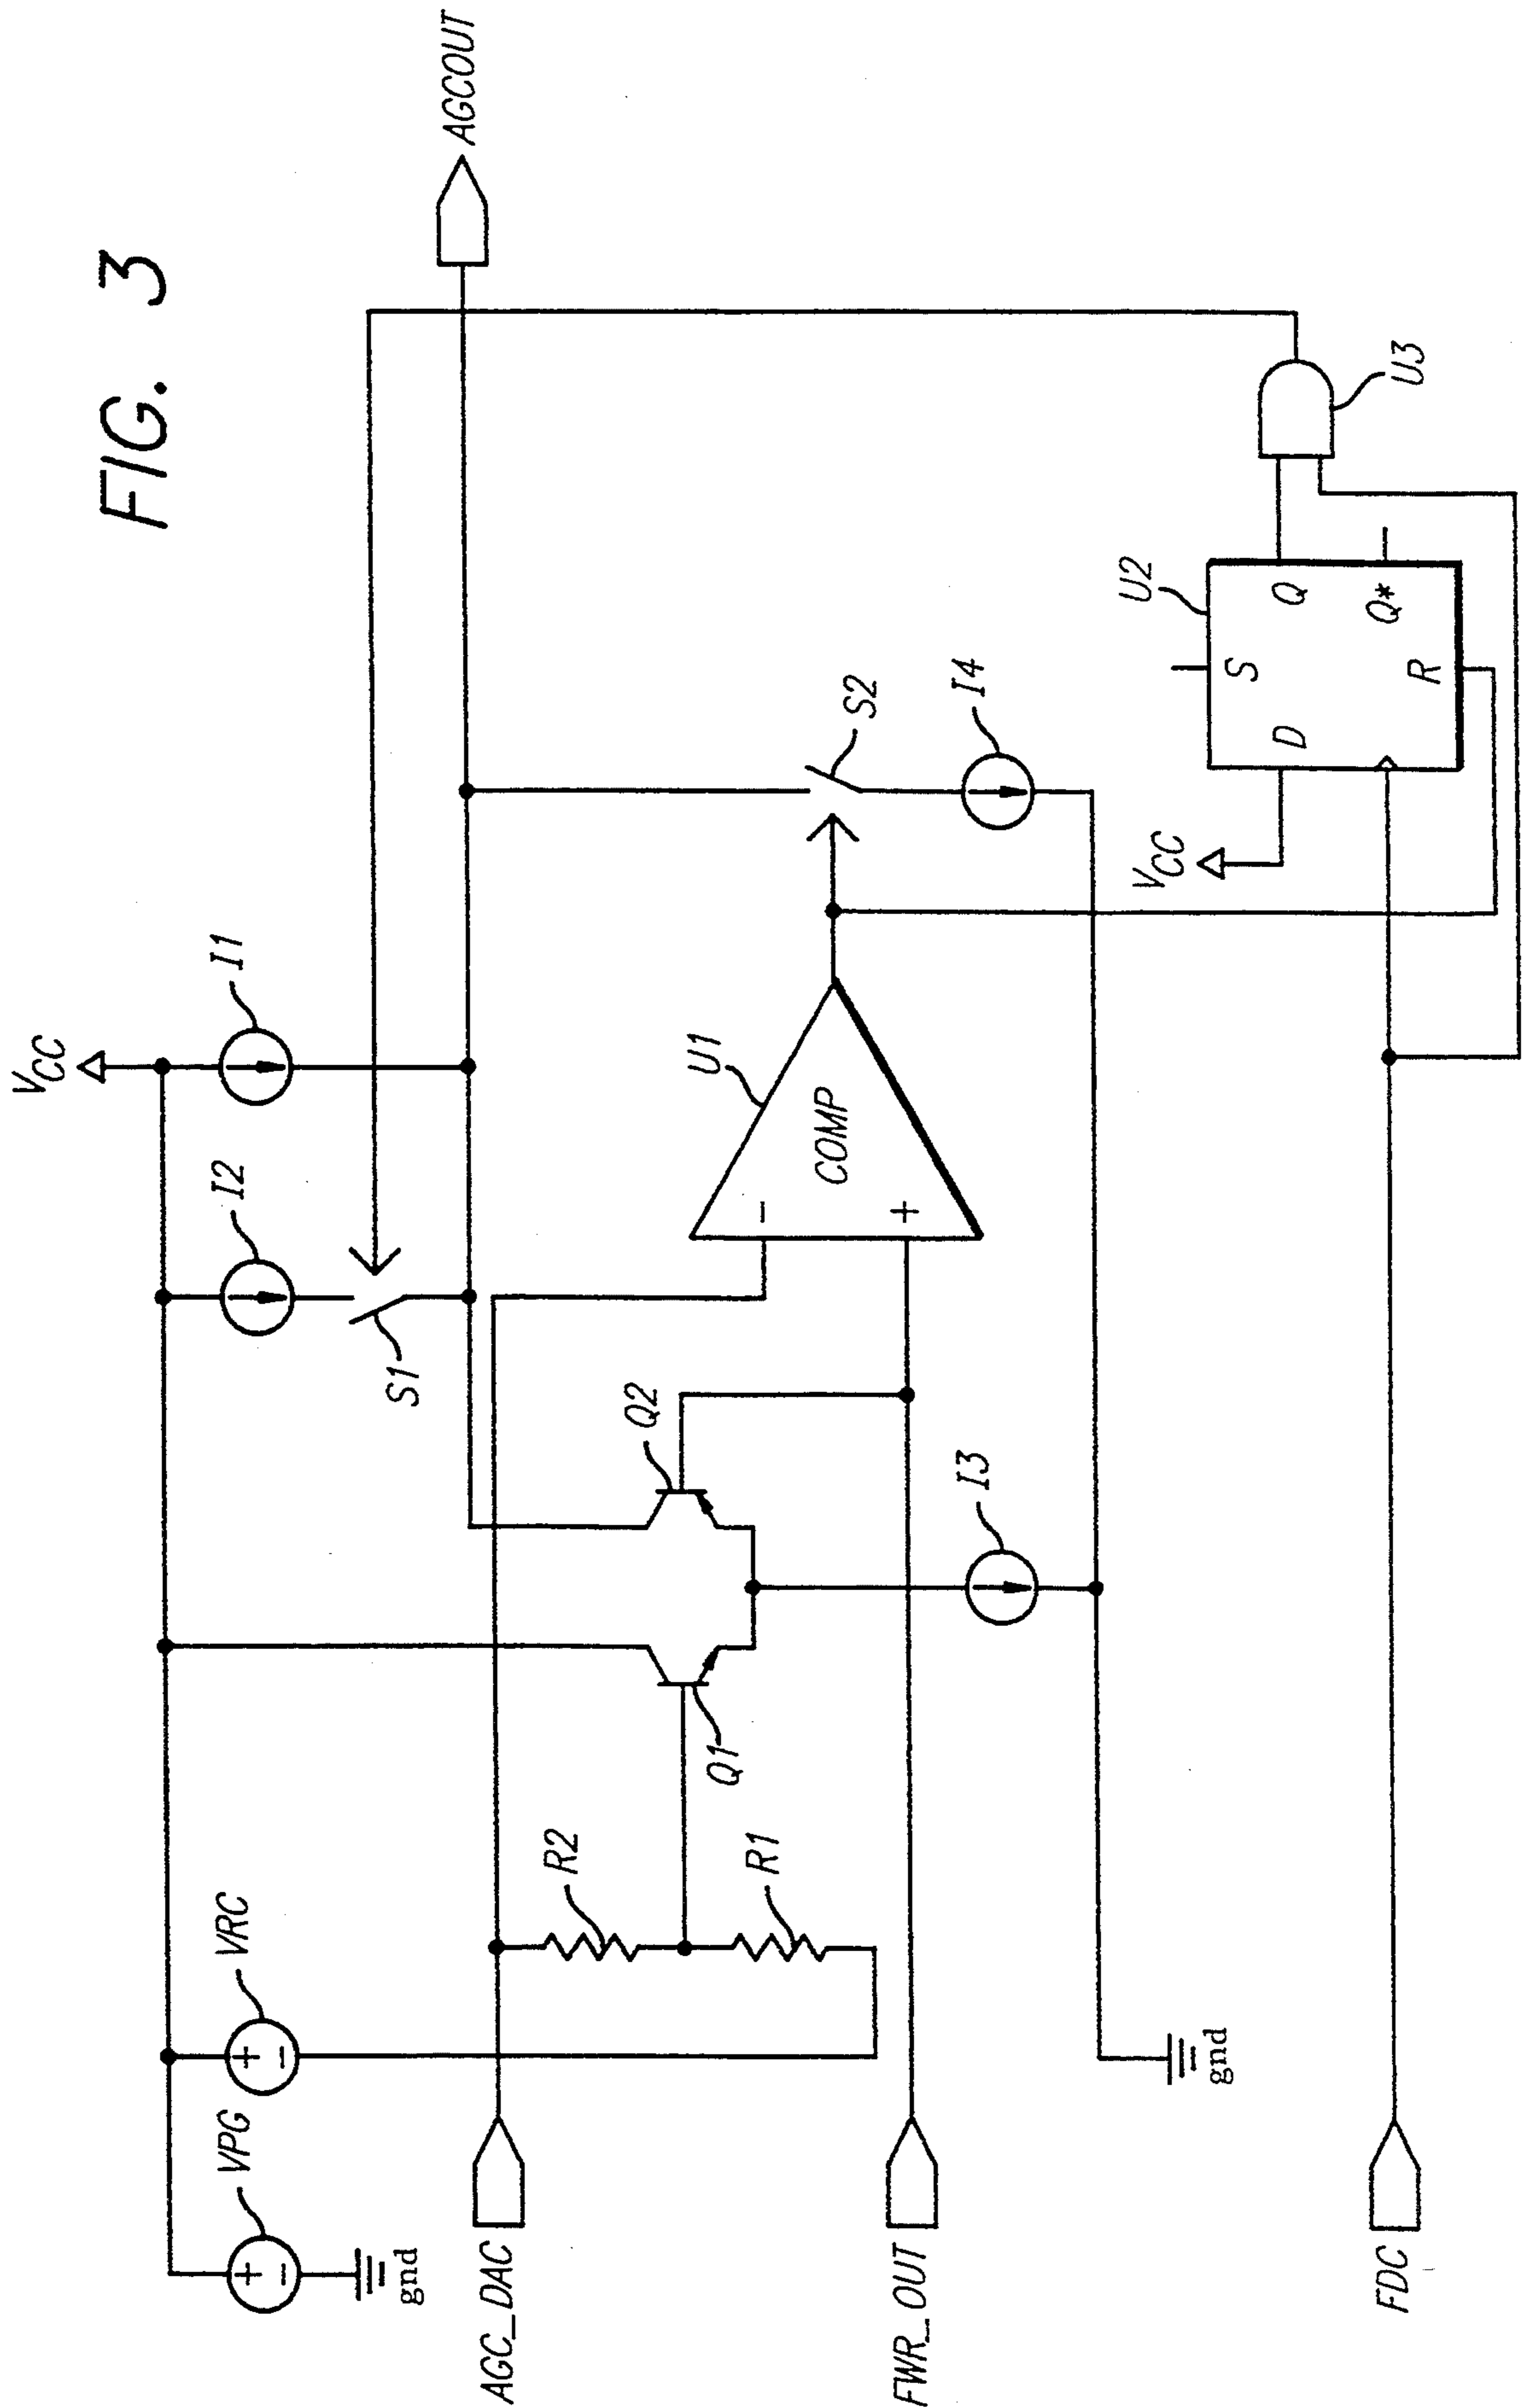 FIG. 3
VCC
VPG
VRC
I2
I1
+
−
+
−
gnd
S1
AGCOUT
AGC_DAC
R2
R1
Q1
Q2
U1
−
COMP
+
S2
I3
I4
FWR_OUT
gnd
VCC
U2
S
D
Q
R
Q*
U3
FDC